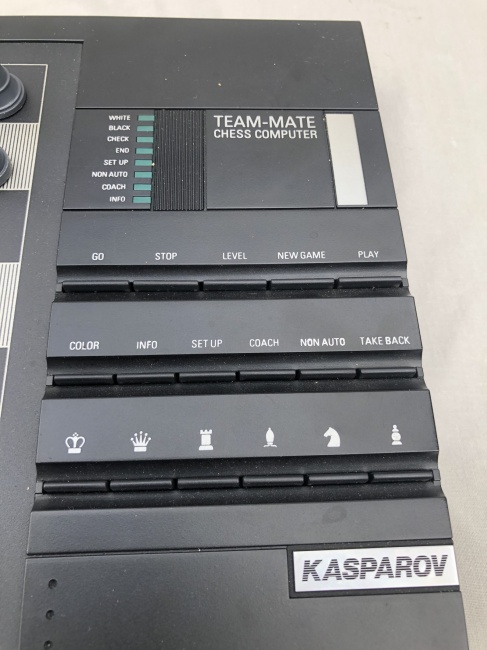 WHITE
BLACK
CHECK
END
SET UP
NON AUTO
COACH
INFO
TEAM-MATE
CHESS COMPUTER
GO STOP LEVEL NEW GAME PLAY
COLOR INFO SET UP COACH NON AUTO TAKE BACK
KASPAROV